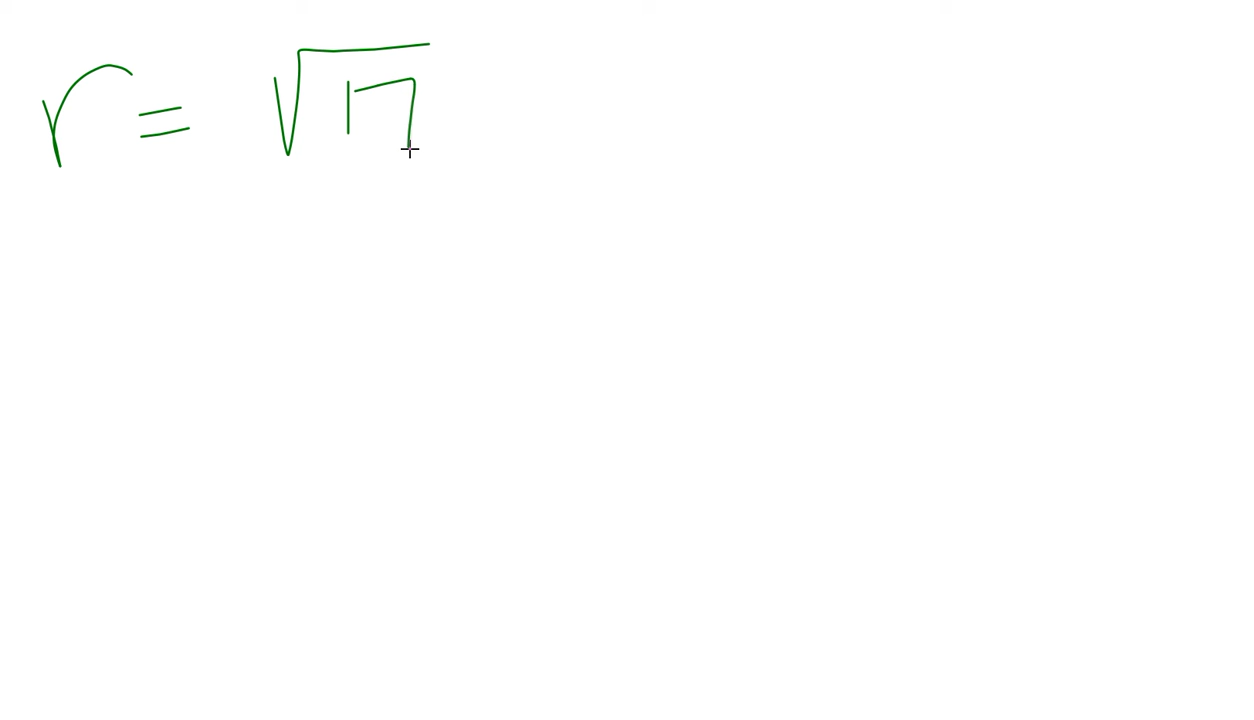 r = √17